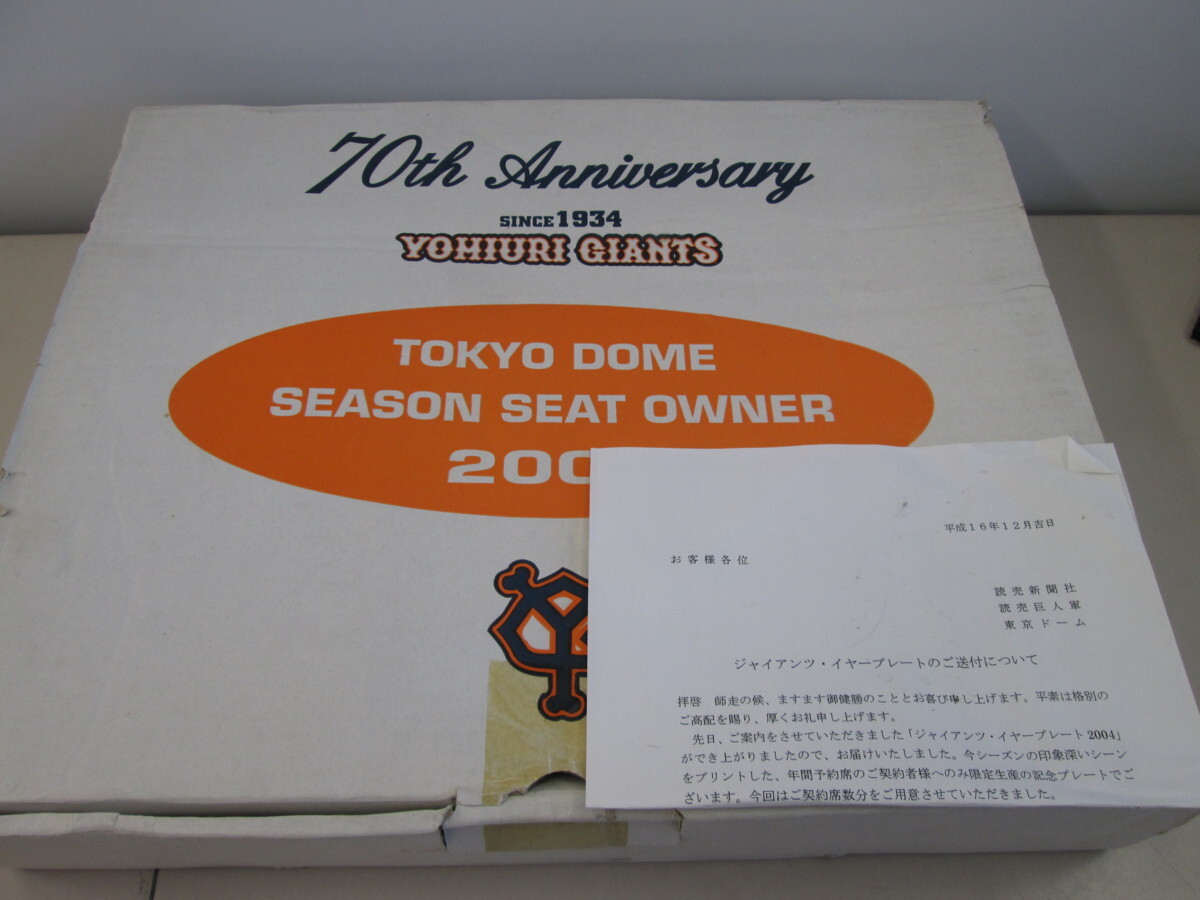 70th Anniversary
SINCE 1934
YOMIURI GIANTS
TOKYO DOME
SEASON SEAT OWNER
200
平成16年12月吉日
お客様各位
読売新聞社
読売巨人軍
東京ドーム
ジャイアンツ・イヤープレートのご送付について
拝啓　師走の候、ますます御健勝のこととお喜び申し上げます。平素は格別の
ご高配を賜り、厚くお礼申し上げます。
先日、ご案内をさせていただきました「ジャイアンツ・イヤープレート2004」
ができ上がりましたので、お届けいたしました。今シーズンの印象深いシーン
をプリントした、年間予約席のご契約者様へのみ限定生産の記念プレートでご
ざいます。今回はご契約席数分をご用意させていただきました。